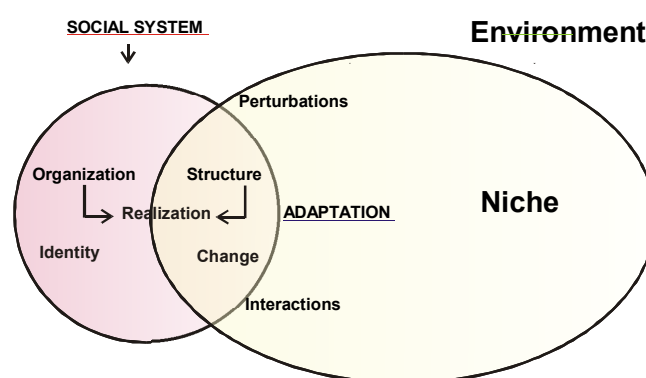 SOCIAL SYSTEM
Environment
Perturbations
Organization
Structure
Realization
ADAPTATION
Niche
Identity
Change
Interactions